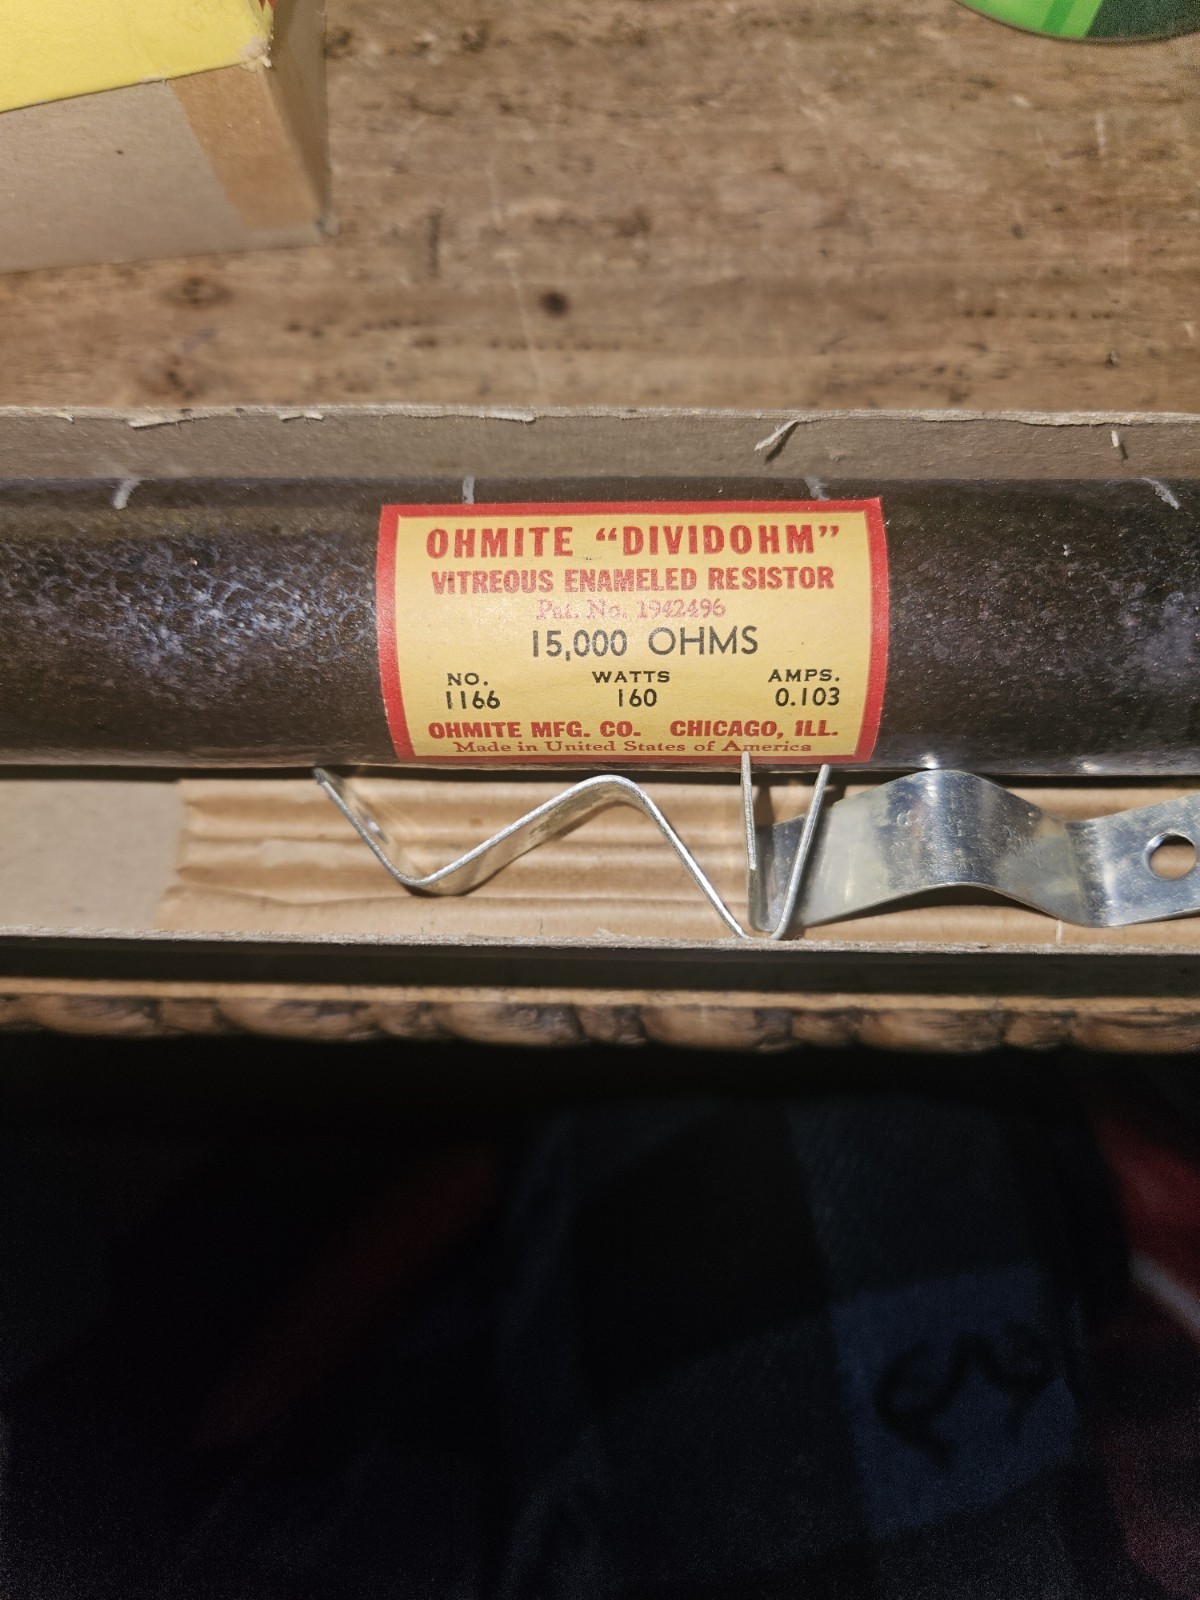 OHMITE “DIVIDOHM”
VITREOUS ENAMELED RESISTOR
Pat. No. 1942496
15,000 OHMS
NO. WATTS AMPS.
1166 160 0.103
OHMITE MFG. CO. CHICAGO, ILL.
Made in United States of America